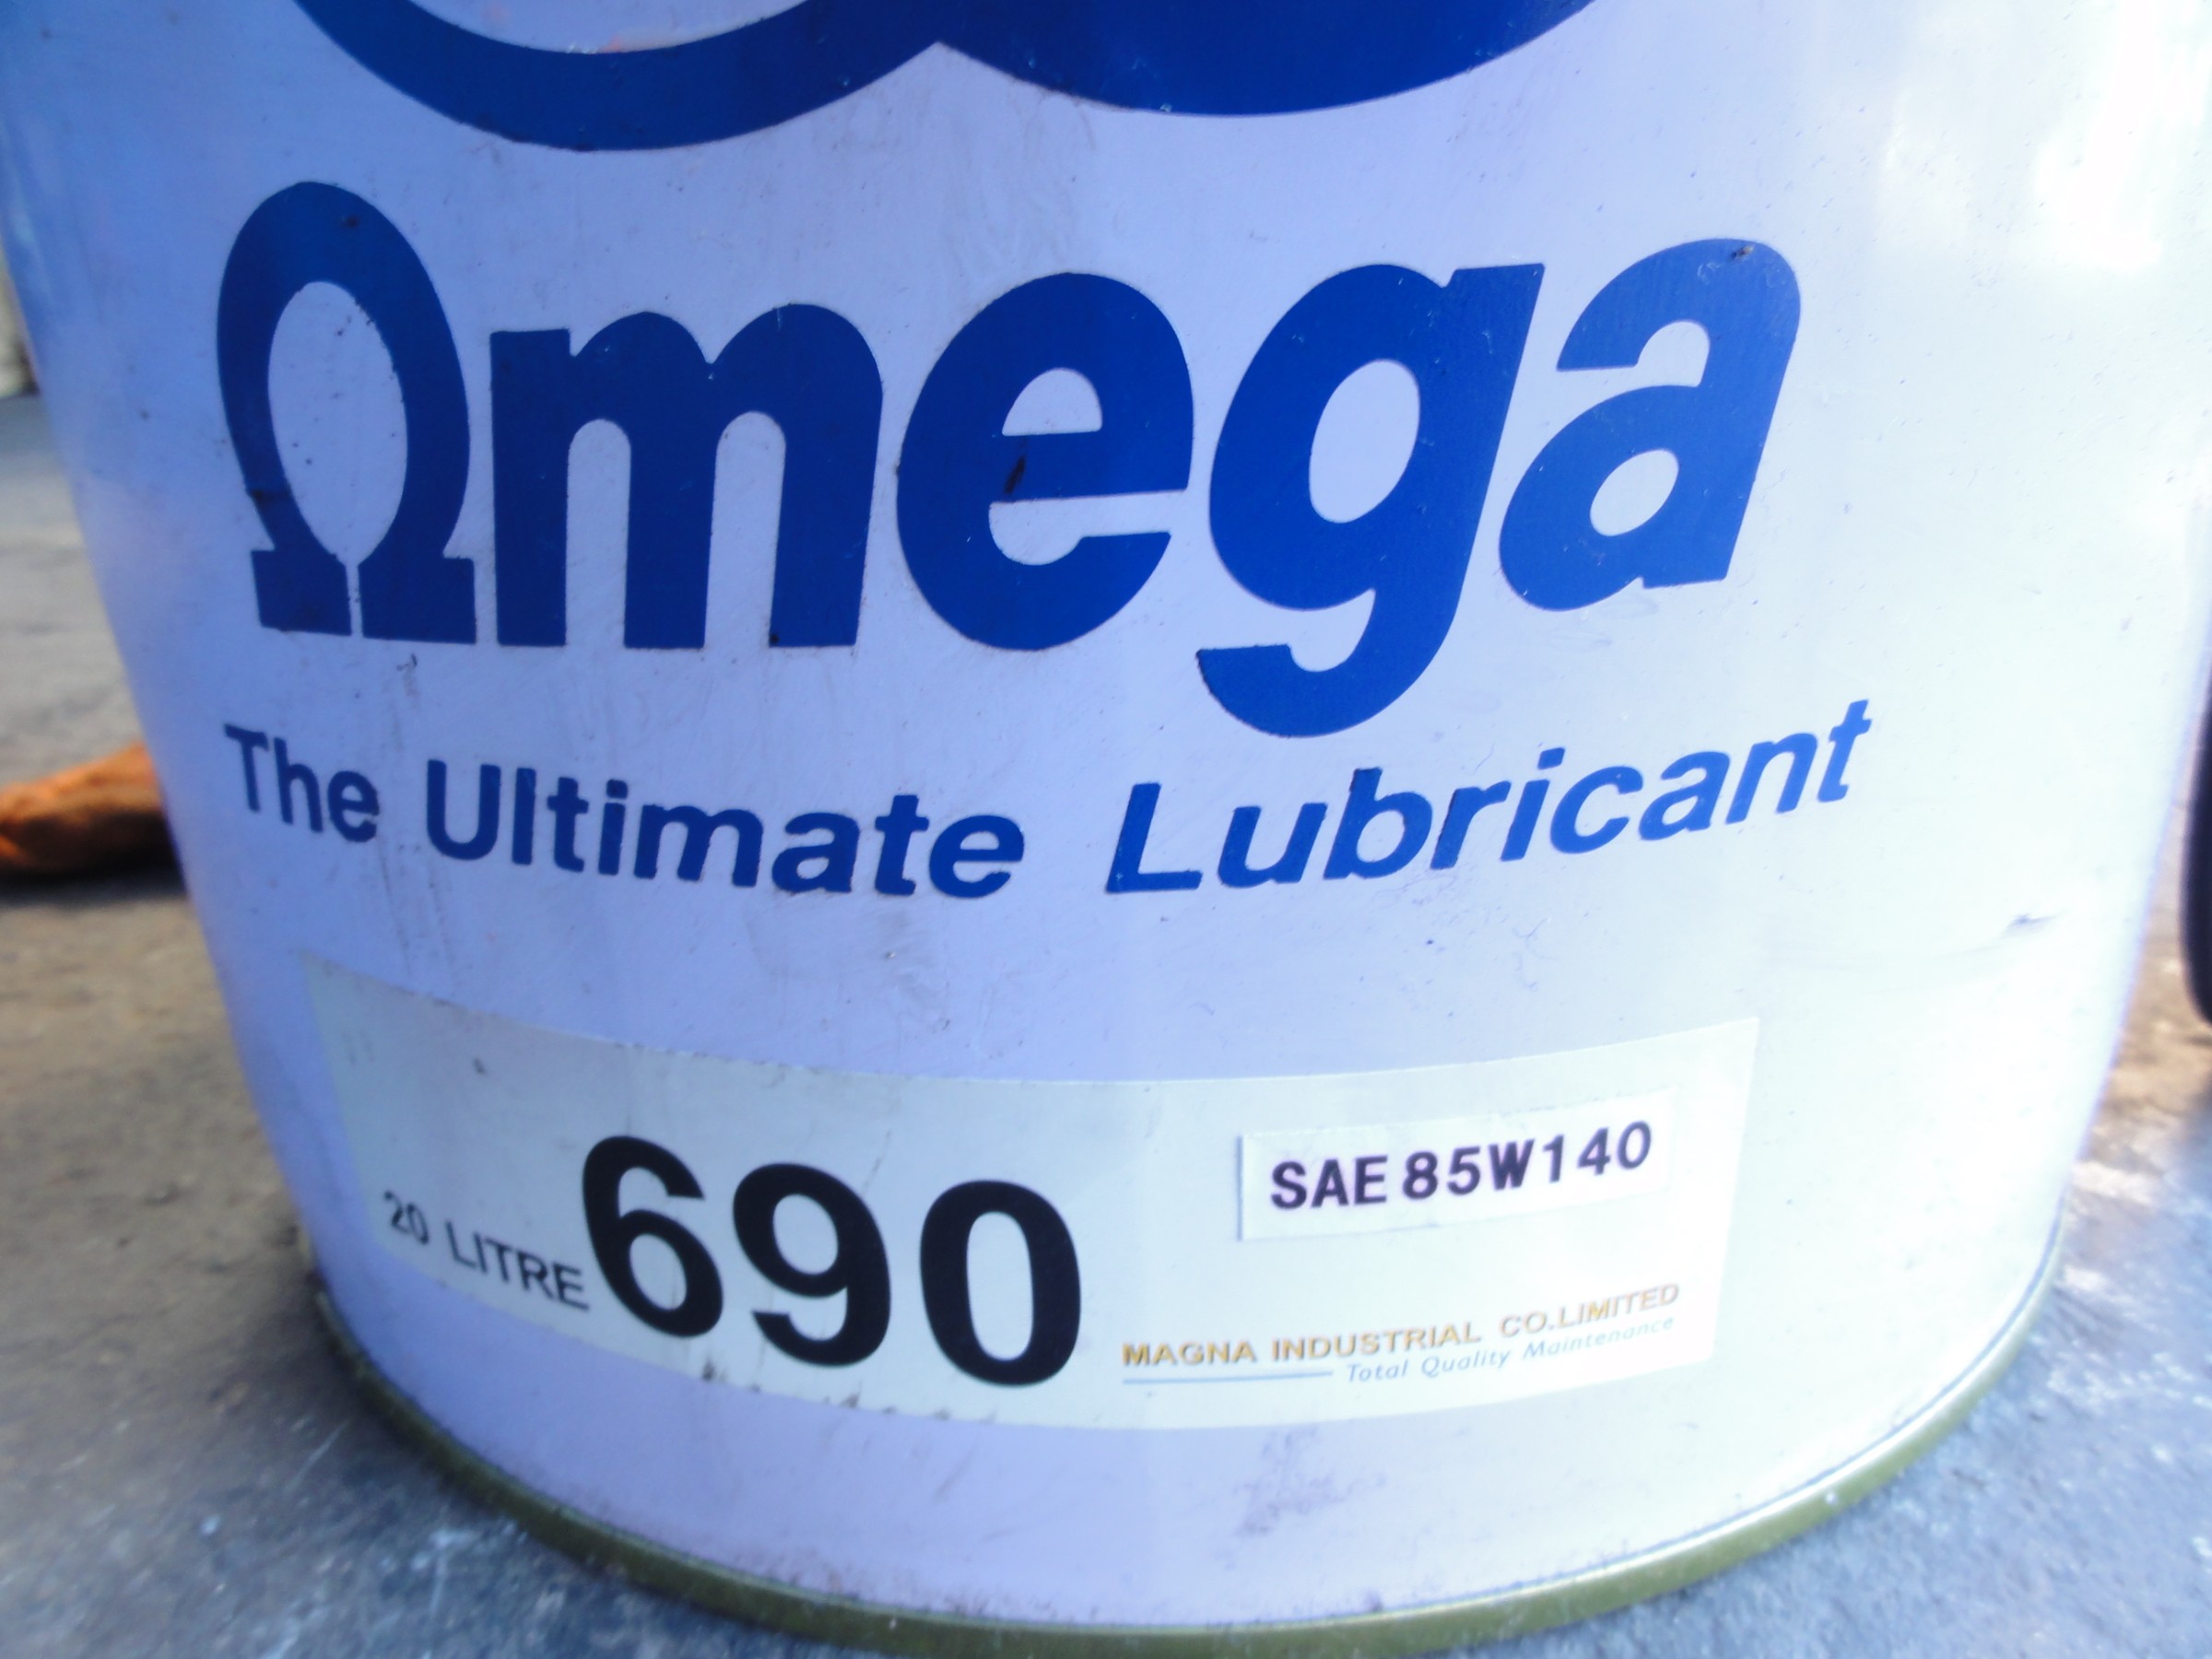 Ωmega
The Ultimate Lubricant
20 LITRE 690
SAE 85W140
MAGNA INDUSTRIAL CO.LIMITED
Total Quality Maintenance